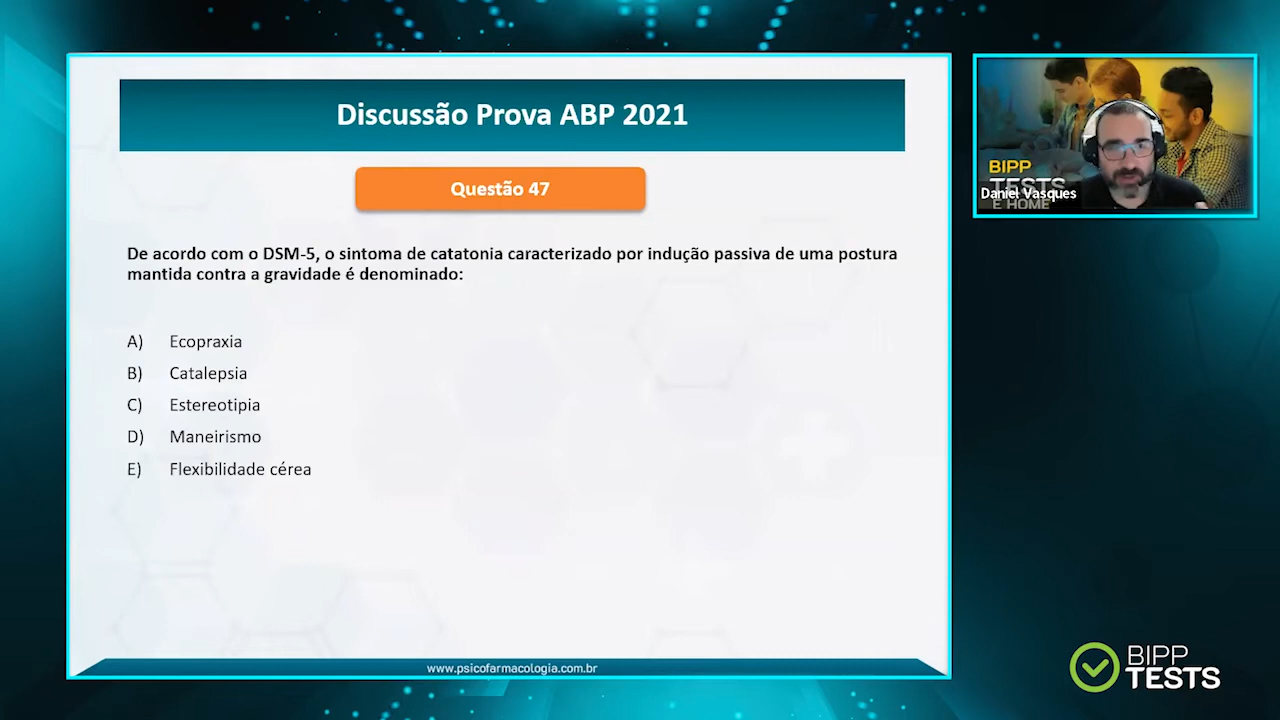 Discussão Prova ABP 2021
Questão 47
De acordo com o DSM-5, o sintoma de catatonia caracterizado por indução passiva de uma postura
mantida contra a gravidade é denominado:
A) Ecopraxia
B) Catalepsia
C) Estereotipia
D) Maneirismo
E) Flexibilidade cérea
www.psicofarmacologia.com.br
BIPP
TESTS
Daniel Vasques
É HOME
BIPP
TESTS